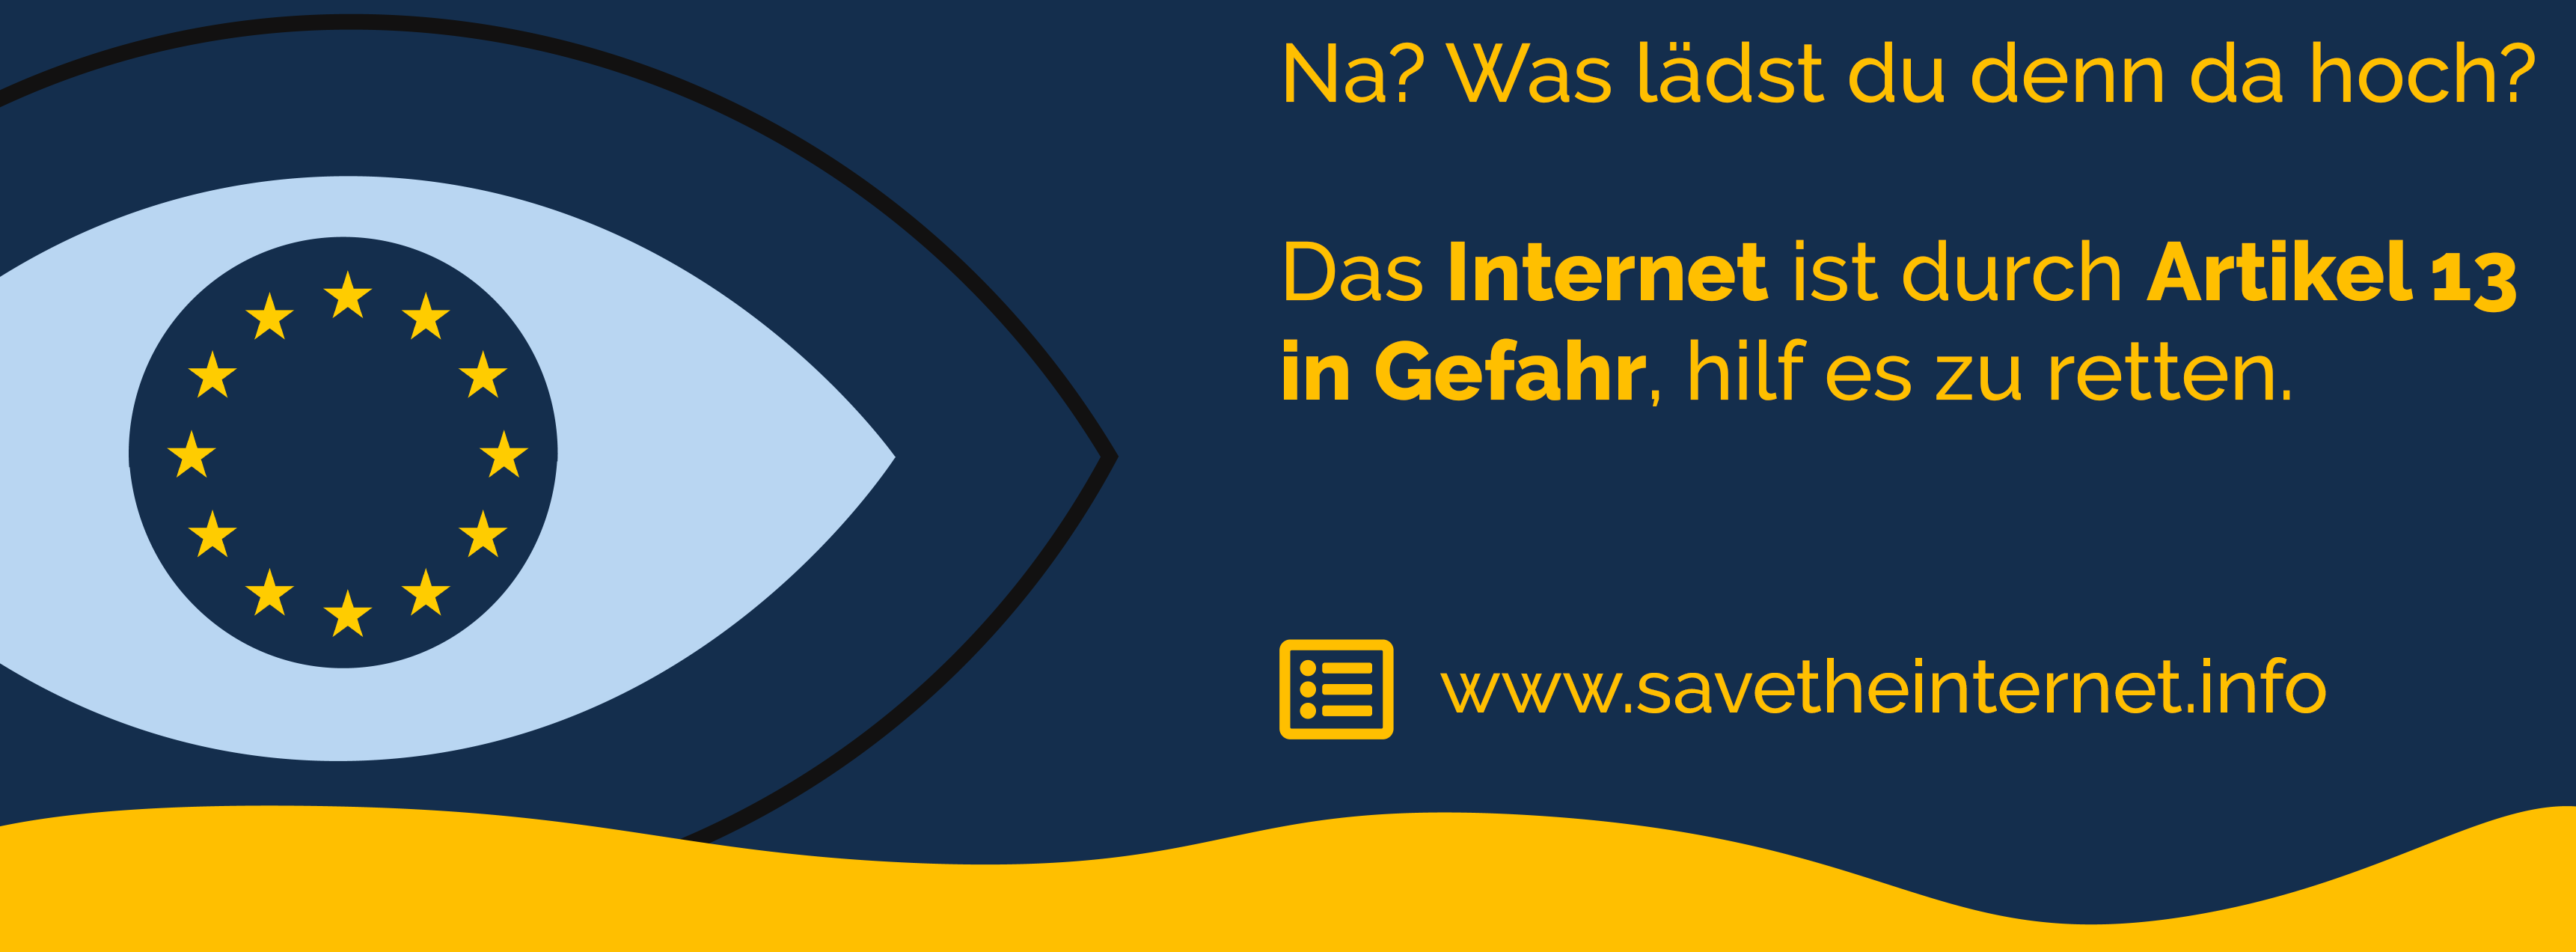 Na? Was lädst du denn da hoch?
Das Internet ist durch Artikel 13
in Gefahr, hilf es zu retten.
www.savetheinternet.info